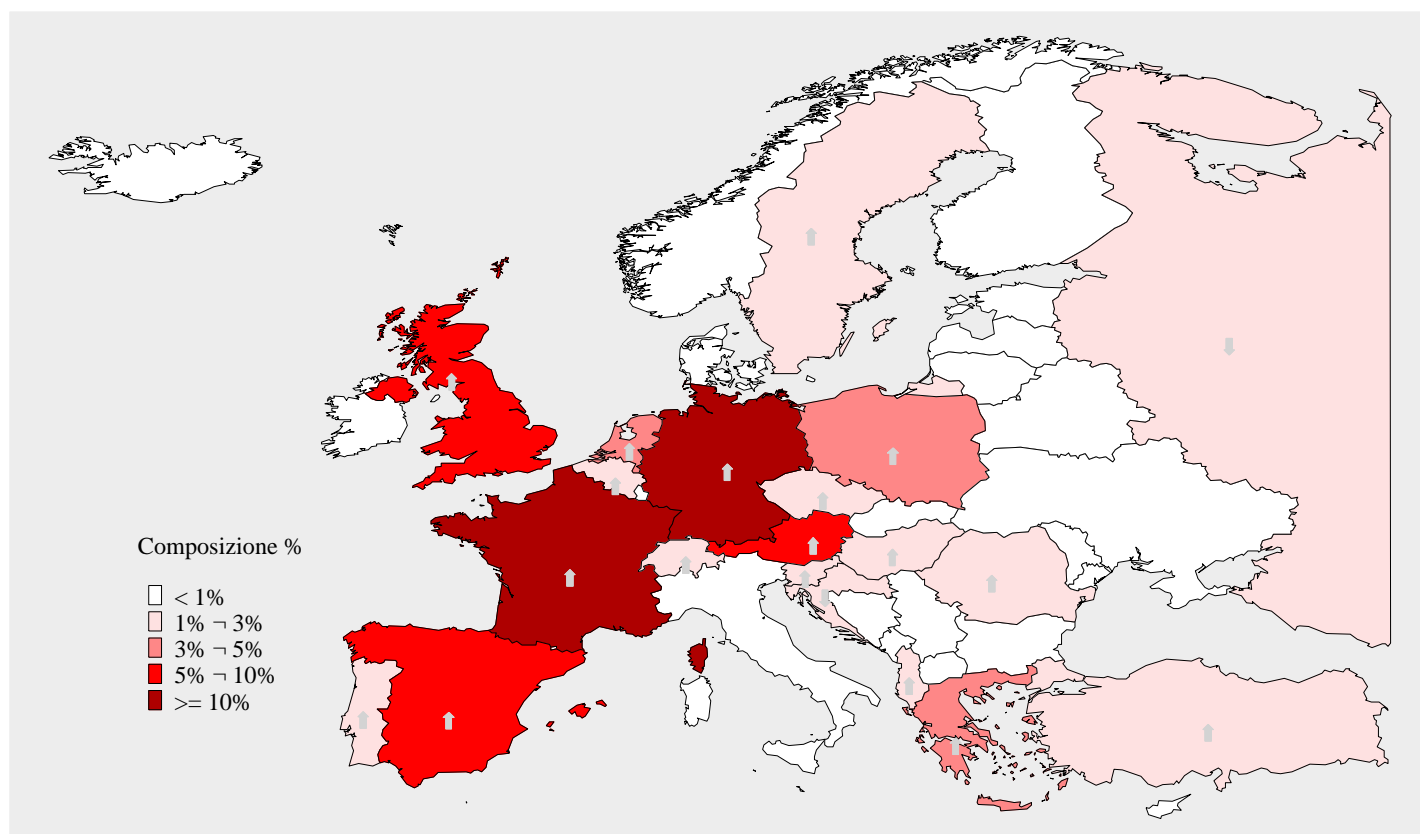 Composizione %
< 1%
1% ¬ 3%
3% ¬ 5%
5% ¬ 10%
>= 10%